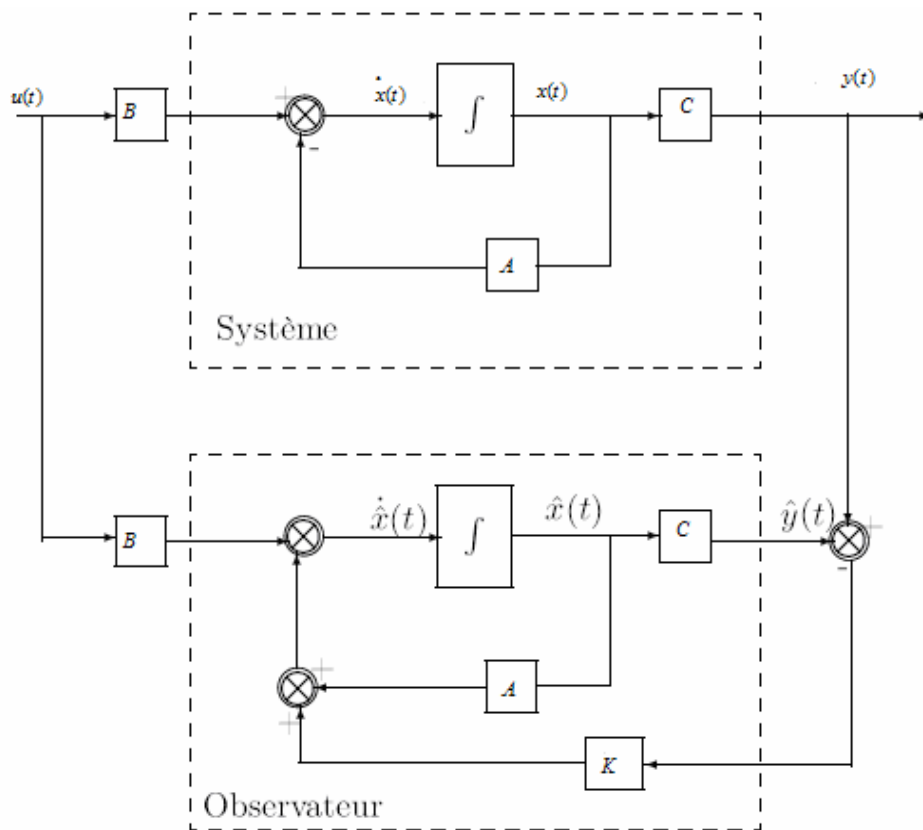 u(t)
B
+
-
ẋ(t)
∫
x(t)
C
y(t)
A
Système
B
x̂̇(t)
∫
x̂(t)
C
ŷ(t)
+
-
+
A
+
K
Observateur